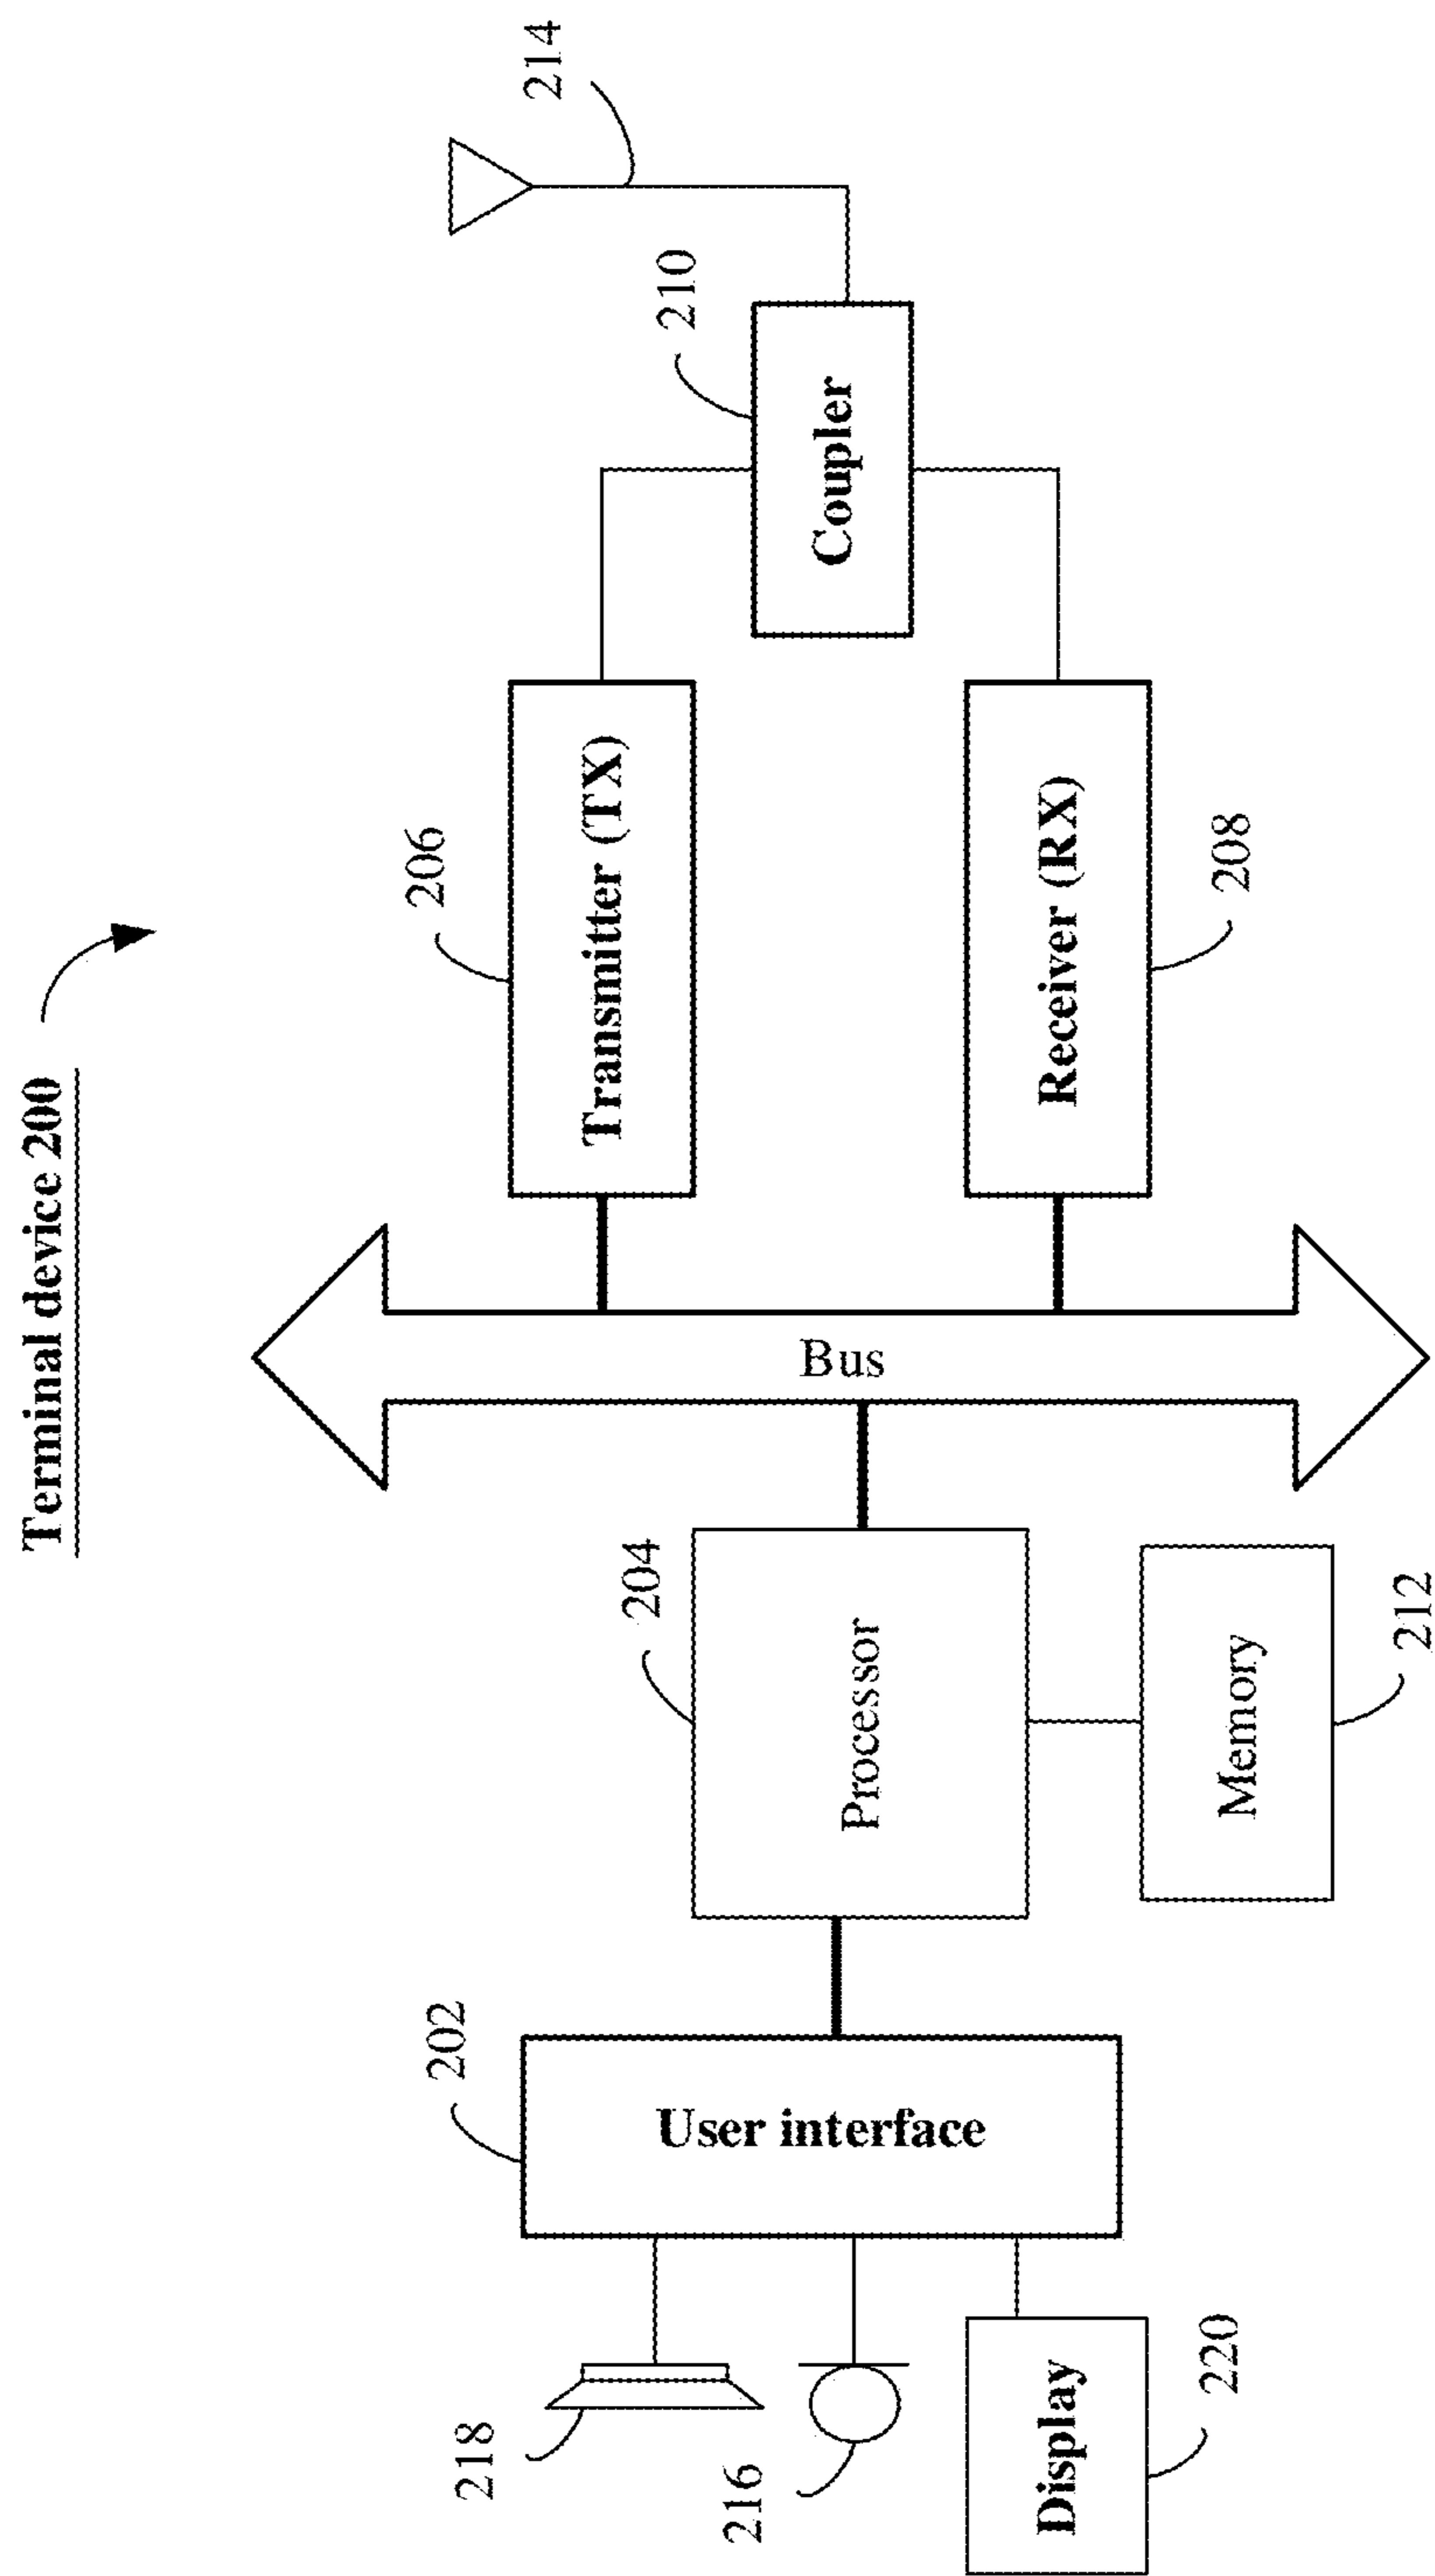 Terminal device 200
218
216
Display
220
202
User interface
204
Processor
Memory
212
Bus
206
Transmitter (TX)
Receiver (RX)
208
210
Coupler
214